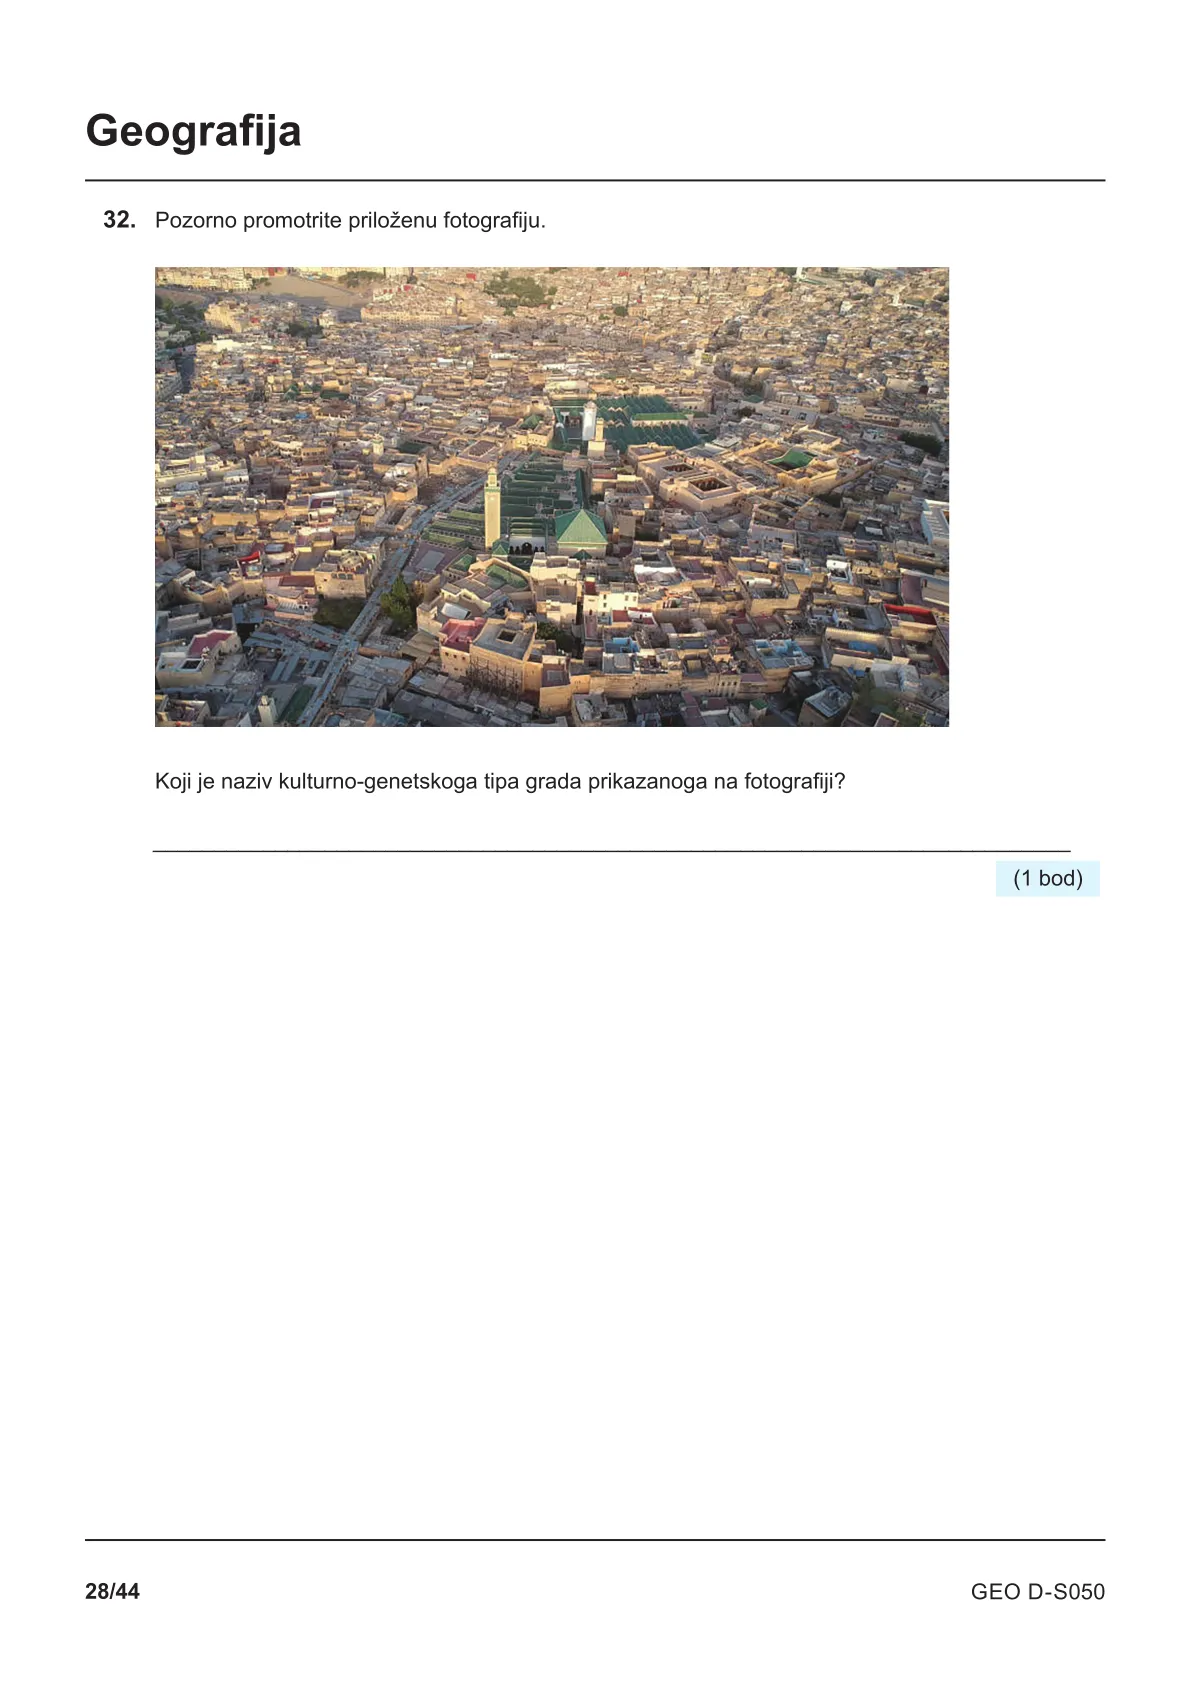 Geografija
32. Pozorno promotrite priloženu fotografiju.
Koji je naziv kulturno-genetskoga tipa grada prikazanoga na fotografiji?
(1 bod)
28/44
GEO D-S050